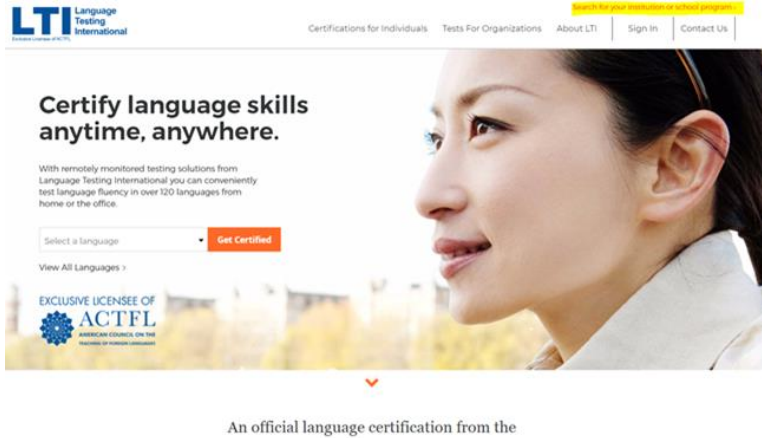 LTI Language
Testing
International
Exclusive Licensee of ACTFL
Search for your institution or school program ›
Certifications for Individuals Tests For Organizations About LTI Sign In Contact Us
Certify language skills
anytime, anywhere.
With remotely monitored testing solutions from
Language Testing International you can conveniently
test language fluency in over 120 languages from
home or the office.
Select a language Get Certified
View All Languages >
EXCLUSIVE LICENSEE OF
ACTFL
AMERICAN COUNCIL ON THE
TEACHING OF FOREIGN LANGUAGES
An official language certification from the